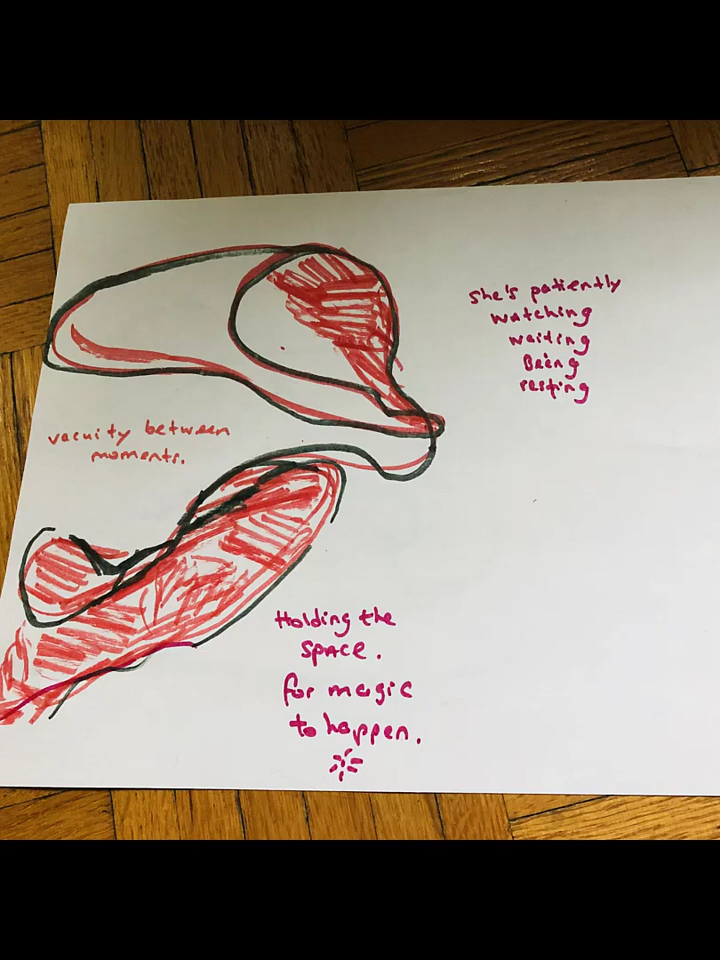 she's patiently
watching
waiting
Being
resting
vacuity between
moments.
Holding the
space.
for magic
to happen.